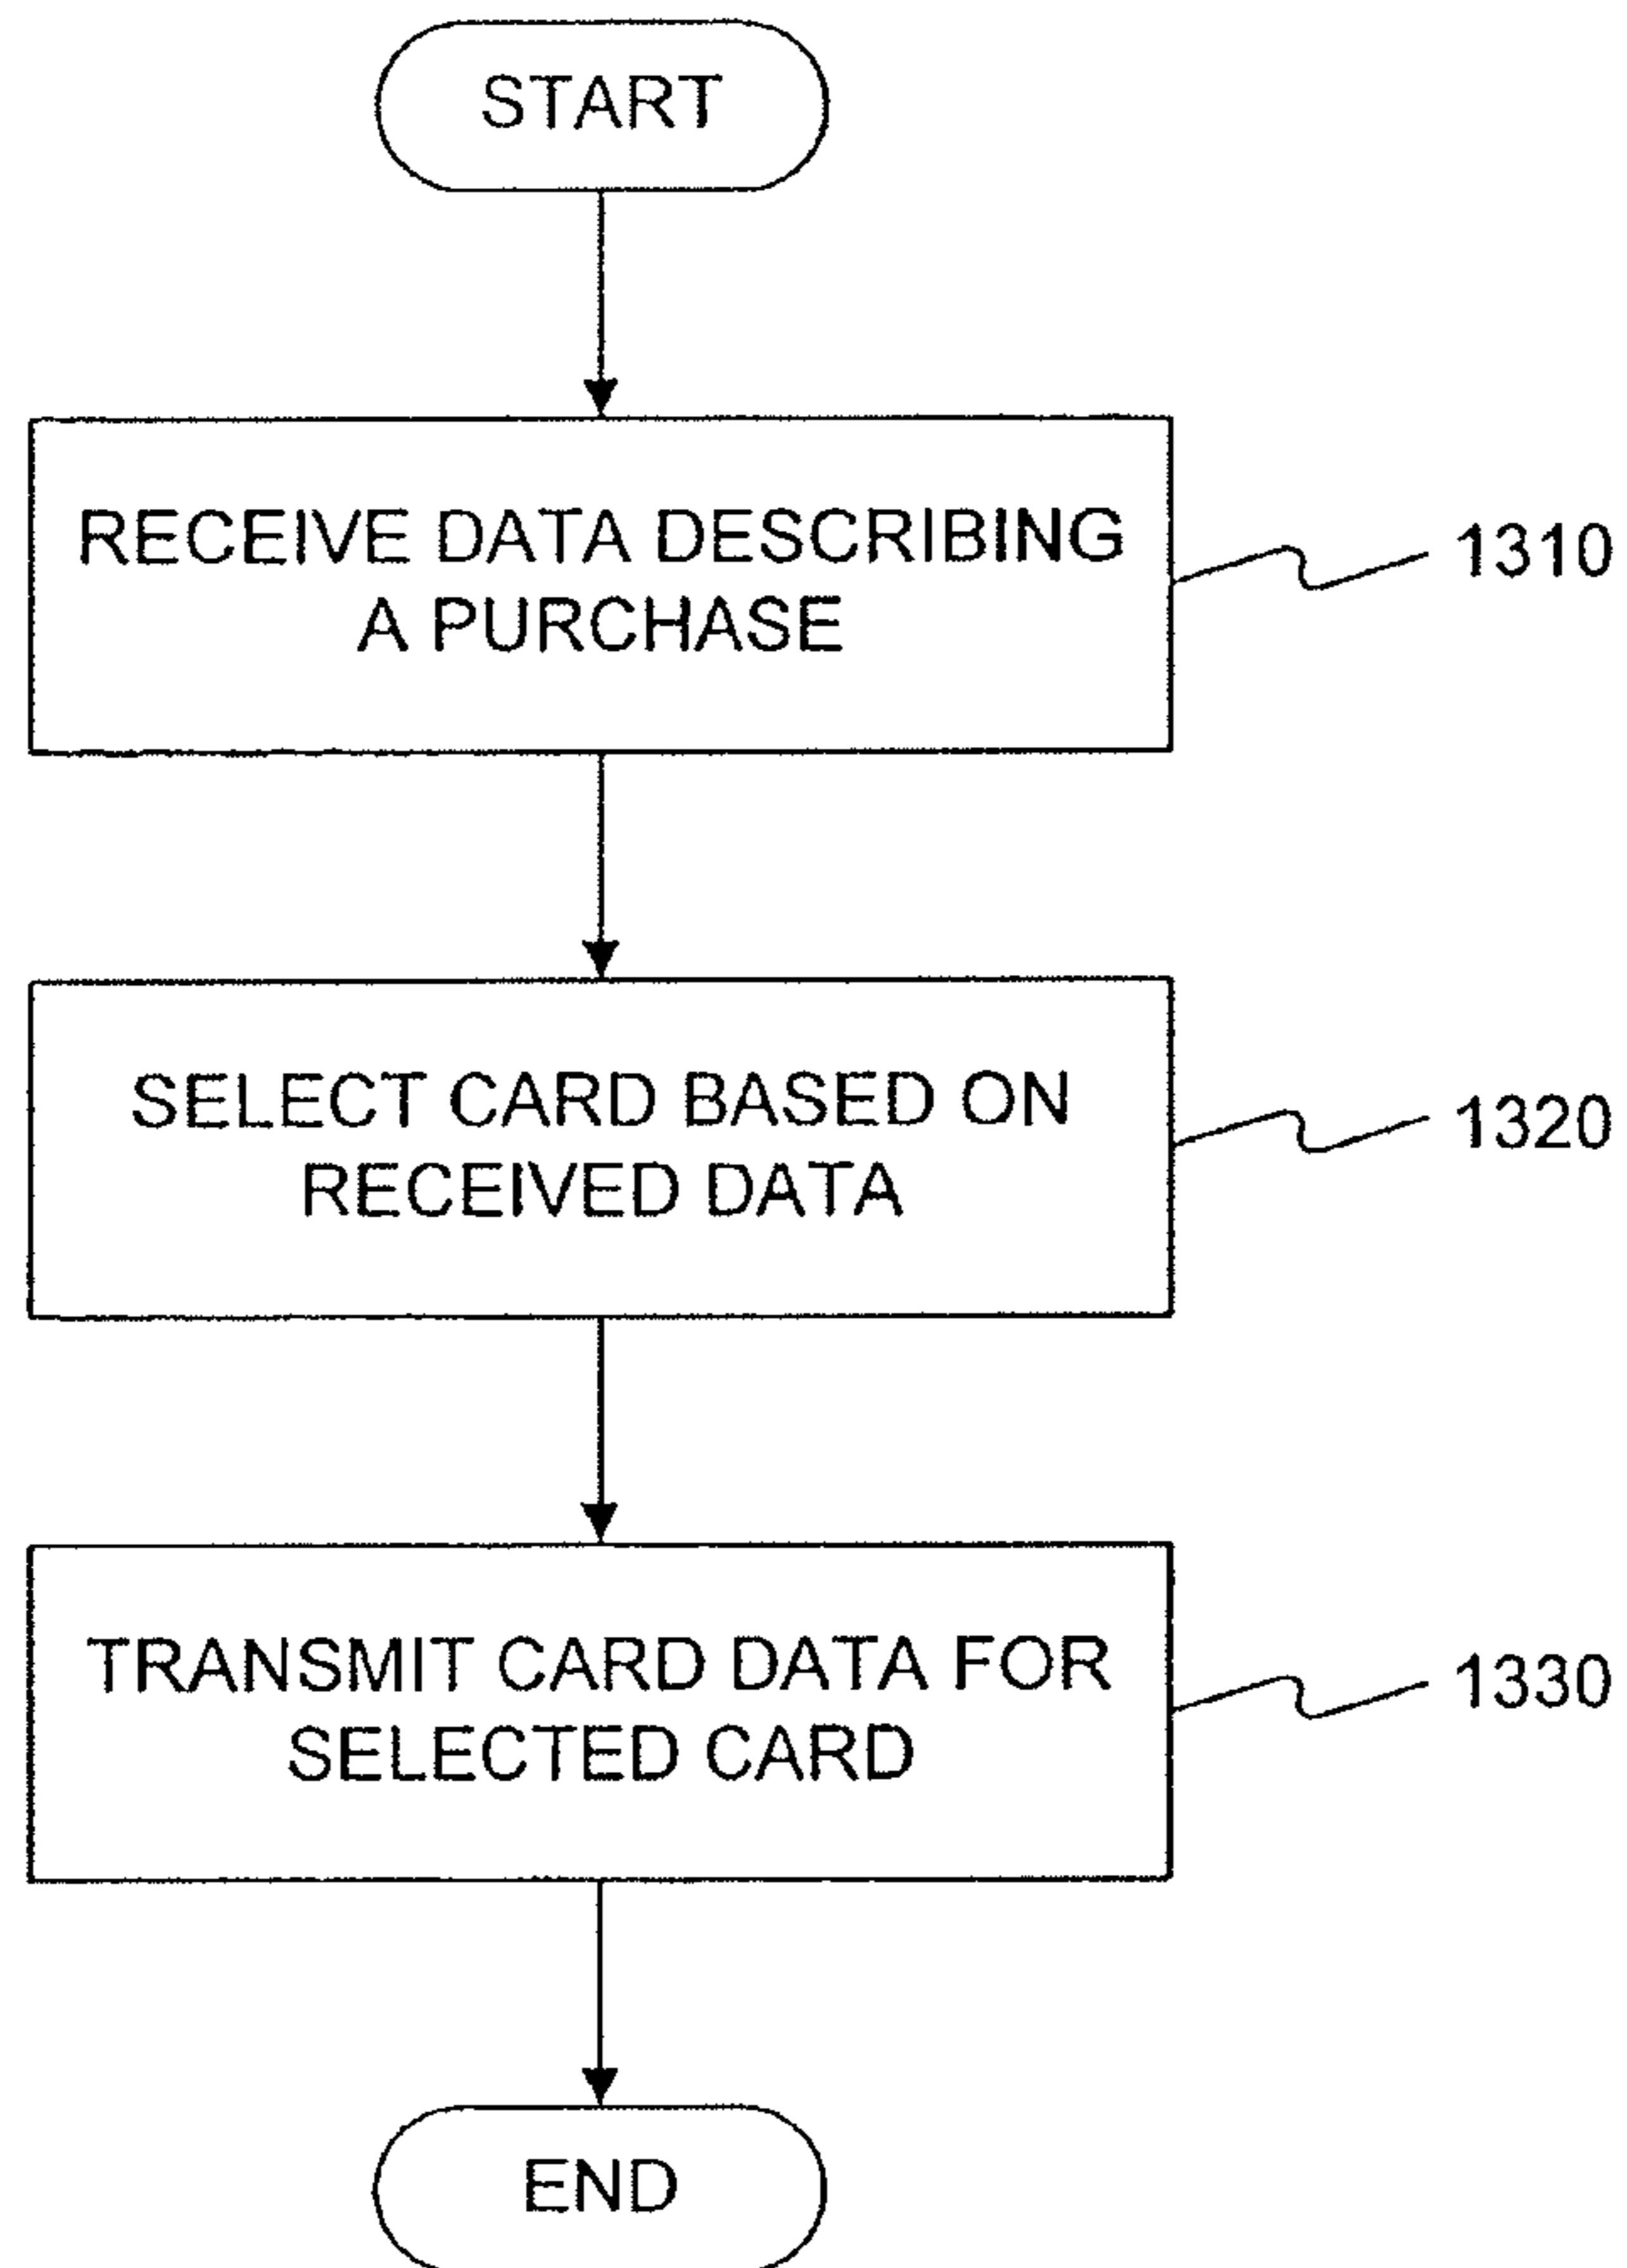 START
RECEIVE DATA DESCRIBING
A PURCHASE
1310
SELECT CARD BASED ON
RECEIVED DATA
1320
TRANSMIT CARD DATA FOR
SELECTED CARD
1330
END